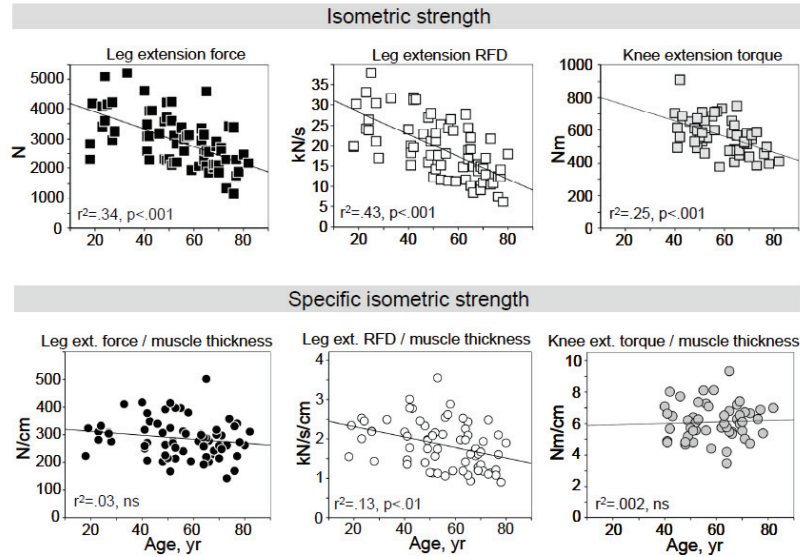 Isometric strength
Leg extension force
Leg extension RFD
Knee extension torque
N
5000
4000
3000
2000
1000
0
r²=.34, p<.001
20 40 60 80
kN/s
40
35
30
25
20
15
10
5
0
r²=.43, p<.001
20 40 60 80
Nm
1000
800
600
400
200
0
r²=.25, p<.001
20 40 60 80
Specific isometric strength
Leg ext. force / muscle thickness
Leg ext. RFD / muscle thickness
Knee ext. torque / muscle thickness
N/cm
500
400
300
200
100
0
r²=.03, ns
20 40 60 80
Age, yr
kN/s/cm
4
3
2
1
0
r²=.13, p<.01
20 40 60 80
Age, yr
Nm/cm
10
8
6
4
2
0
r²=.002, ns
20 40 60 80
Age, yr